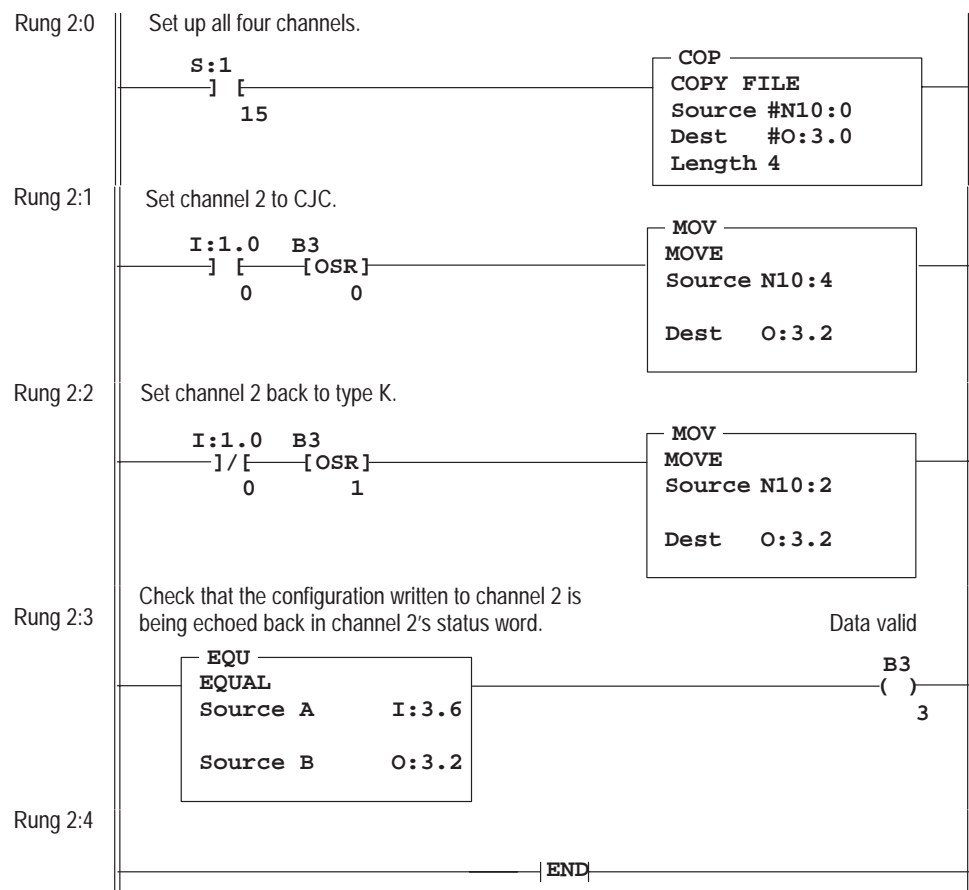 Rung 2:0
Set up all four channels.
S:1
] [
15
COP
COPY FILE
Source #N10:0
Dest #O:3.0
Length 4
Rung 2:1
Set channel 2 to CJC.
I:1.0 B3
] [ [OSR]
0 0
MOV
MOVE
Source N10:4
Dest O:3.2
Rung 2:2
Set channel 2 back to type K.
I:1.0 B3
]/[ [OSR]
0 1
MOV
MOVE
Source N10:2
Dest O:3.2
Rung 2:3
Check that the configuration written to channel 2 is
being echoed back in channel 2's status word.
Data valid
EQU
EQUAL
Source A I:3.6
Source B O:3.2
B3
( )
3
Rung 2:4
END